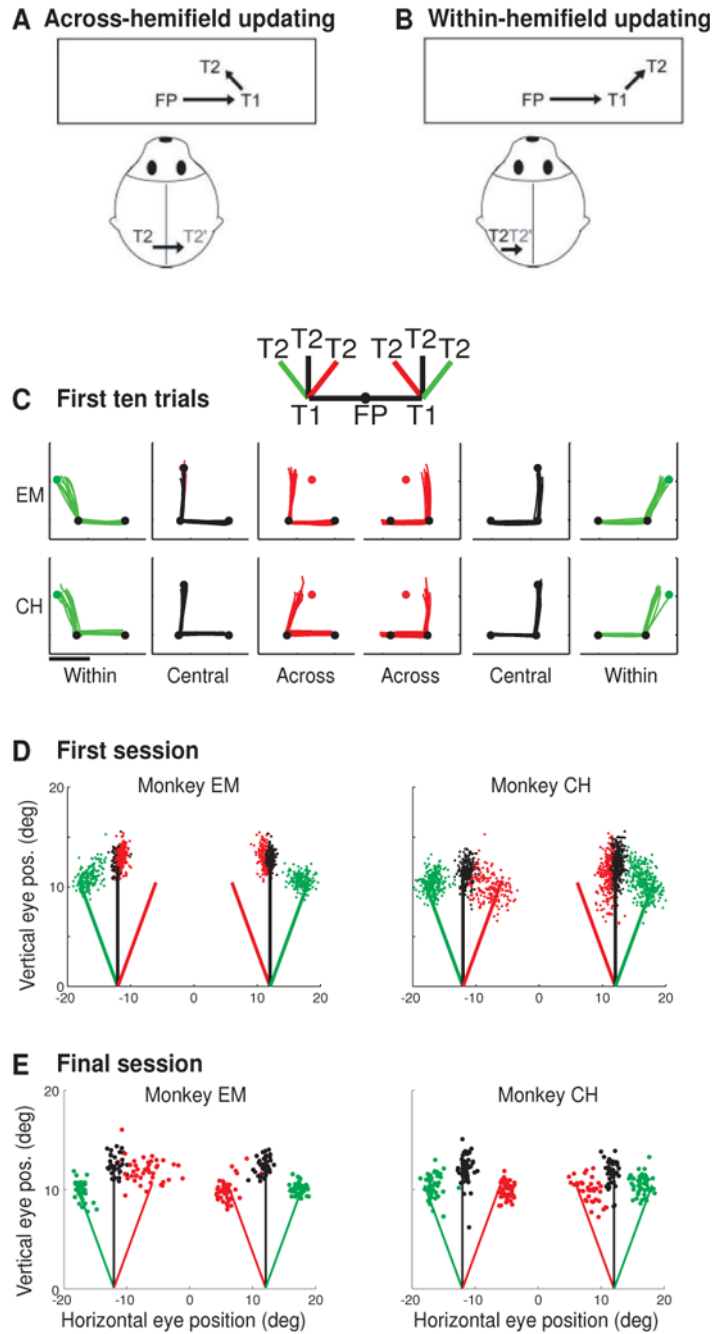 A Across-hemifield updating
B Within-hemifield updating
T2
FP T1
T2
FP T1
T2 T2'
T2 T2'
T2 T2 T2 T2 T2 T2
T1 FP T1
C First ten trials
EM
CH
Within Central Across Across Central Within
D First session
Monkey EM Monkey CH
Vertical eye pos. (deg)
20
10
0
-20 -10 0 10 20
-20 -10 0 10 20
E Final session
Monkey EM Monkey CH
Vertical eye pos. (deg)
20
10
0
-20 -10 0 10 20
-20 -10 0 10 20
Horizontal eye position (deg) Horizontal eye position (deg)